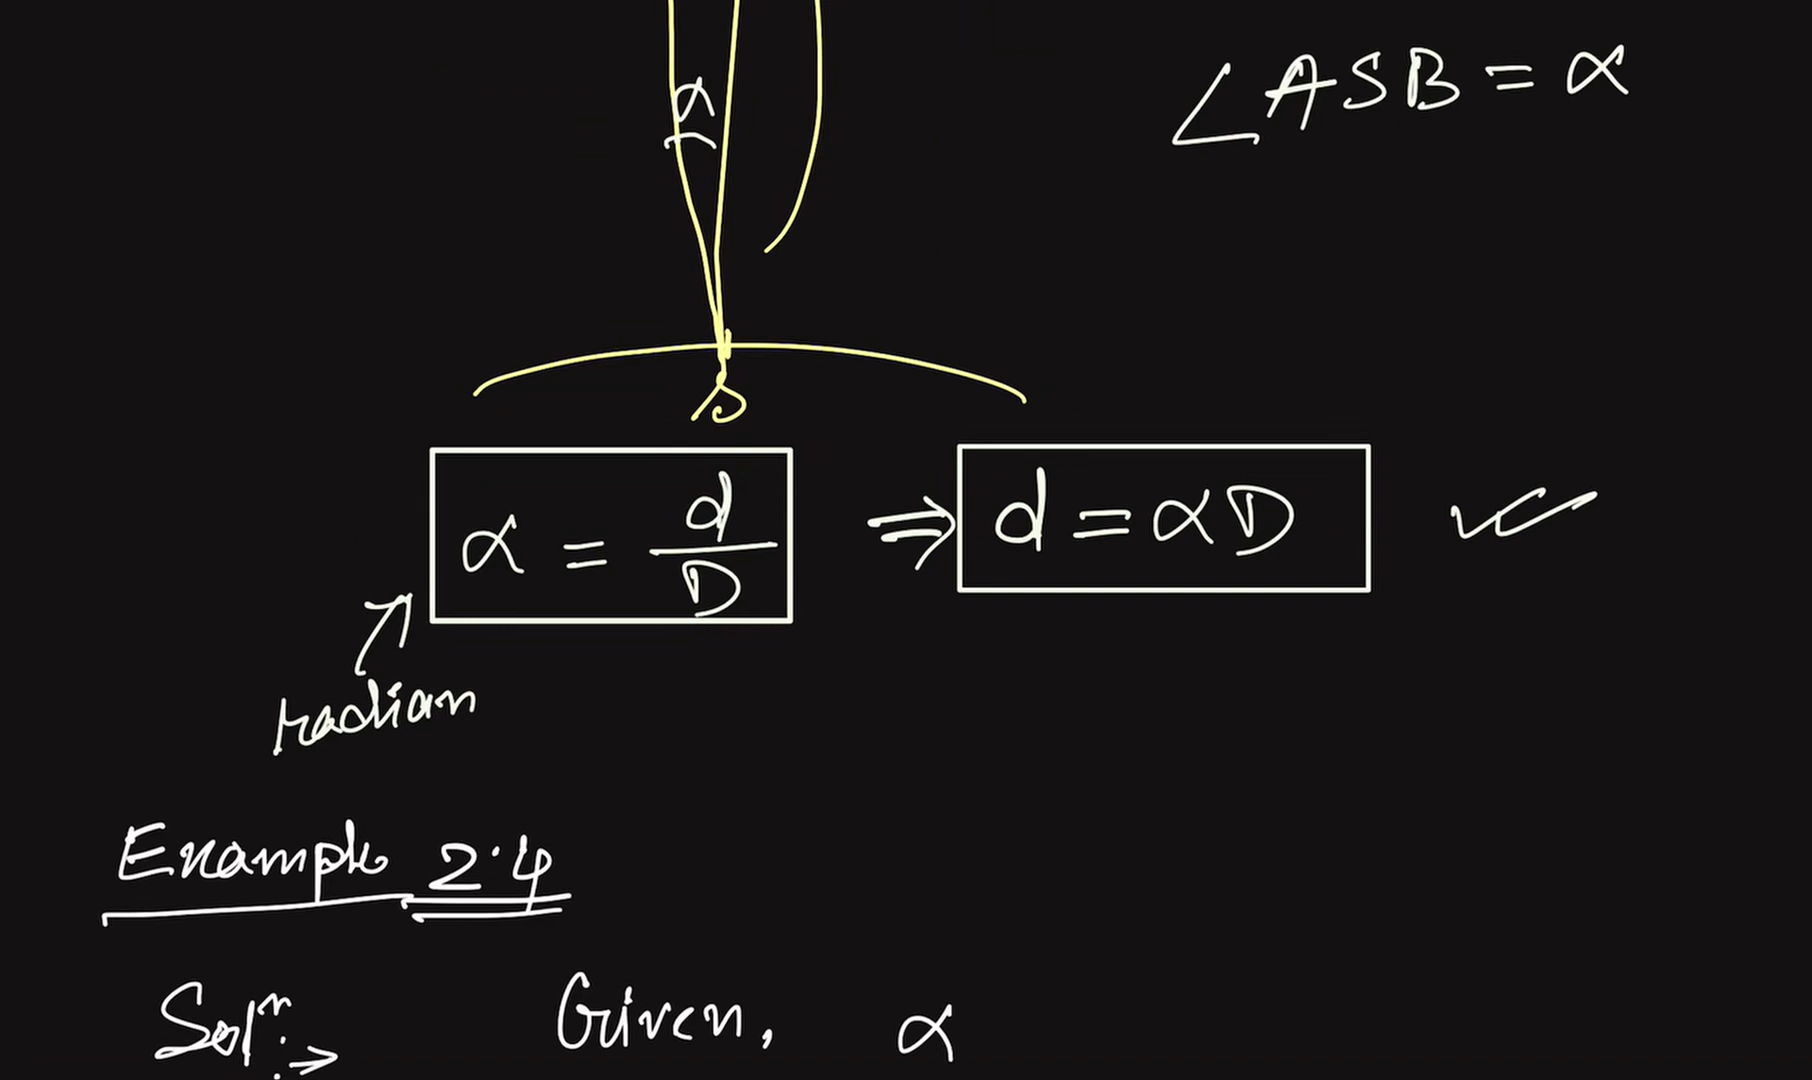 ∠ASB = α
α
s
α = d/D ⇒ d = αD
radian
Example 2.4
Solⁿ:→ Given, α